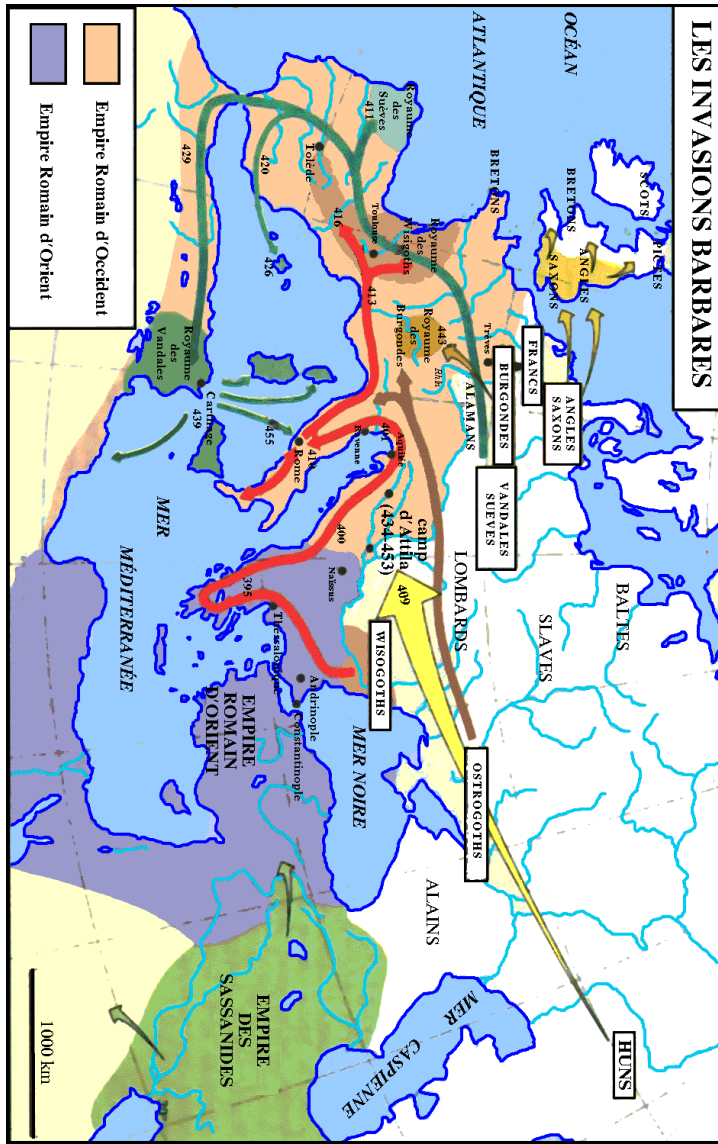 LES INVASIONS BARBARES
OCÉAN
ATLANTIQUE
SCOTS
PICTES
BRETONS
ANGLES
SAXONS
BRETONS
ANGLES
SAXONS
FRANCS
BURGONDES
VANDALES
SUEVES
BALTES
SLAVES
LOMBARDS
HUNS
OSTROGOTHS
ALAINS
WISOGOTHS
Trèves
ALAMANS
Rhin
443
Royaume
des
Burgondes
Royaume
des
Wisigoths
Toulouse
Royaume
des
Suèves
411
Tolède
416
413
420
426
429
camp
d'Attila
(434-453)
409
Aquilée
401
Ravenne
410
Rome
400
Naïssus
395
Thessalonique
Andrinople
Constantinople
MER NOIRE
MER
CASPIENNE
455
Royaume
des
Vandales
Carthage
439
MER
MÉDITERRANÉE
EMPIRE
ROMAIN
D'ORIENT
EMPIRE
DES
SASSANIDES
Empire Romain d'Occident
Empire Romain d'Orient
1000 km